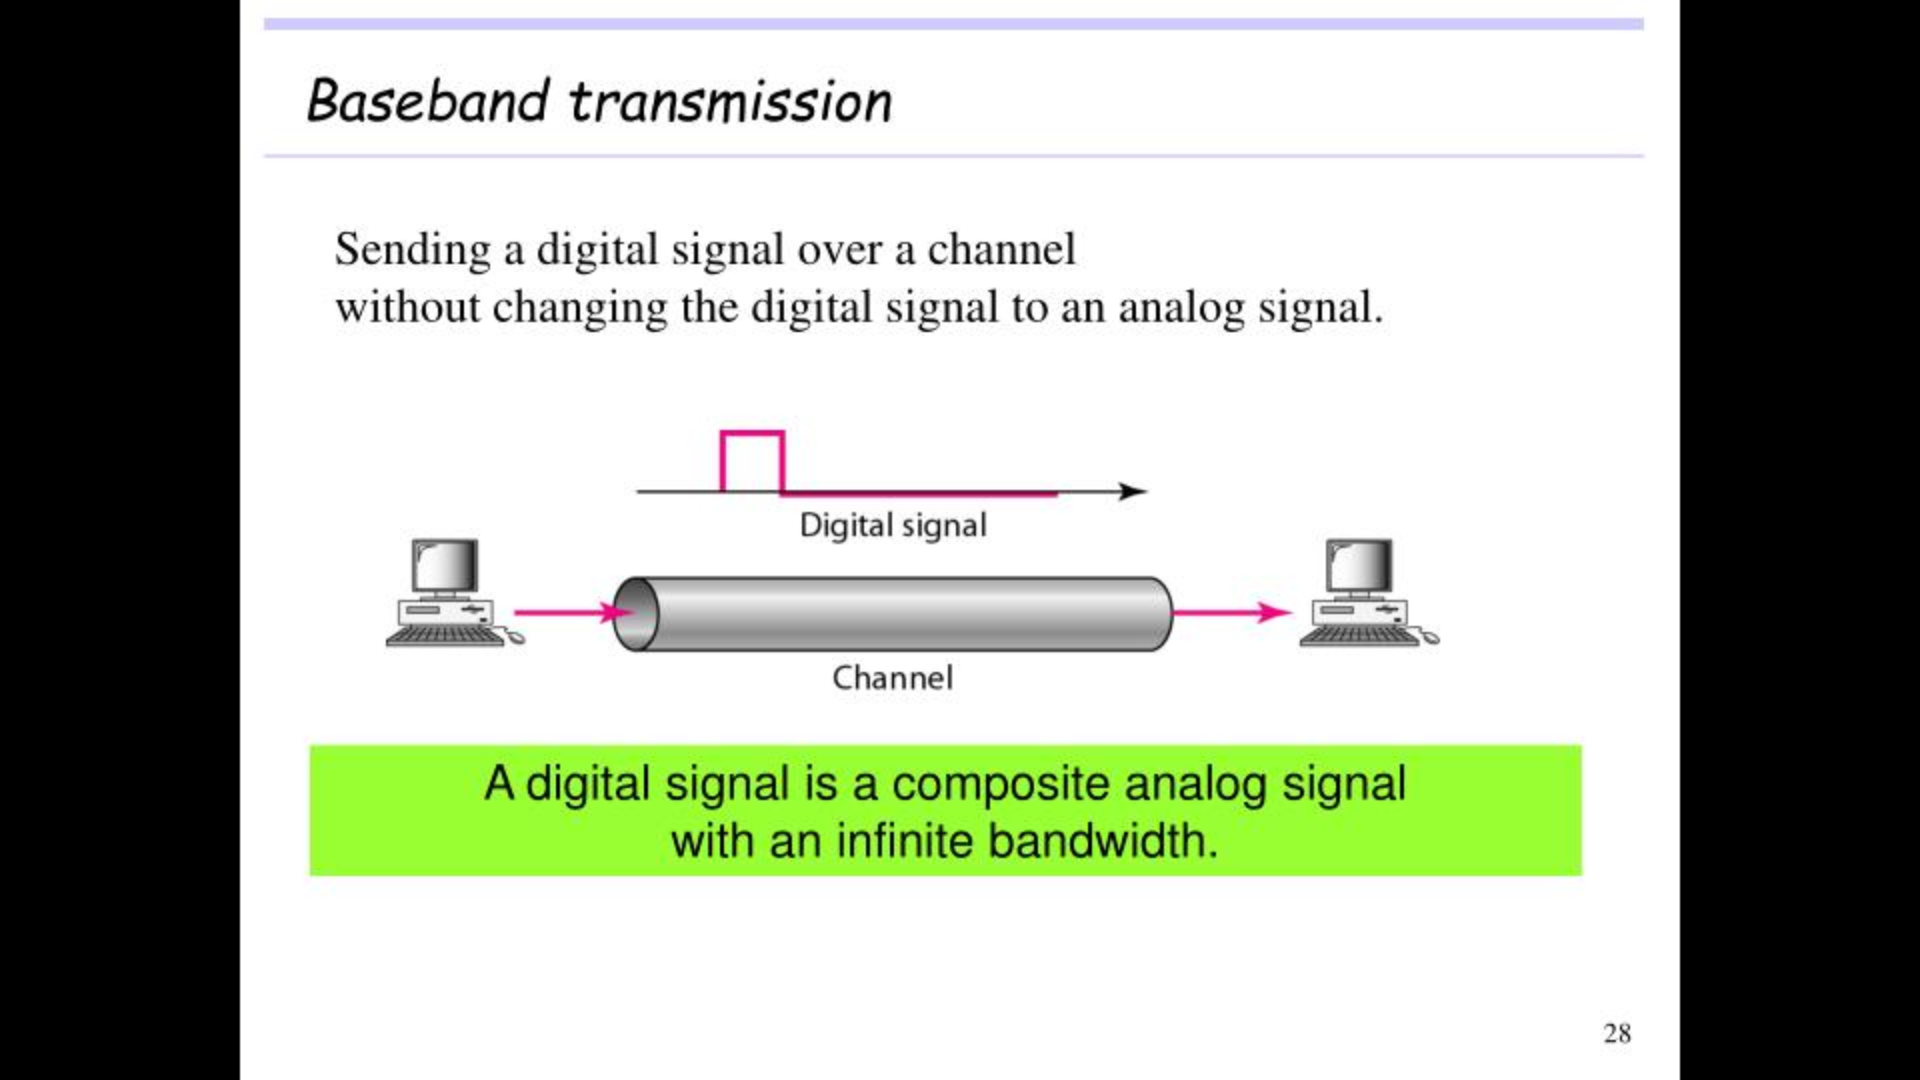 Baseband transmission
Sending a digital signal over a channel
without changing the digital signal to an analog signal.
Digital signal
Channel
A digital signal is a composite analog signal
with an infinite bandwidth.
28